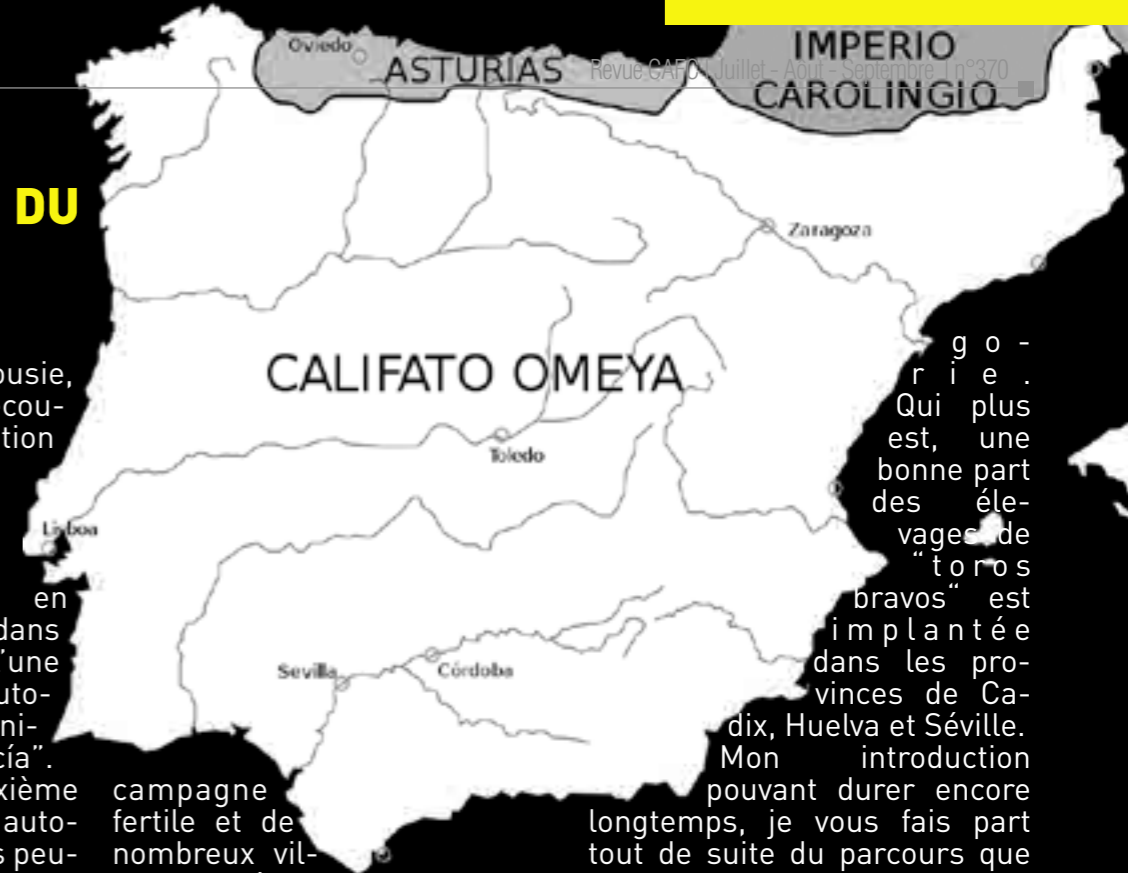 Revue CAFC | Juillet - Août - Septembre | n°370
DU
Oviedo
ASTURIAS
IMPERIO
CAROLINGIO
Zaragoza
CALIFATO OMEYA
Toledo
Lisboa
Sevilla
Córdoba
ousie,
cou-
tion
en
dans
’une
uto-
ni-
cía”.
xième
auto-
s peu-
campagne
fertile et de
nombreux vil-
go-
rie.
Qui plus
est, une
bonne part
des éle-
vages de
“toros
bravos“ est
implantée
dans les pro-
vinces de Ca-
dix, Huelva et Séville.
Mon introduction
pouvant durer encore
longtemps, je vous fais part
tout de suite du parcours que